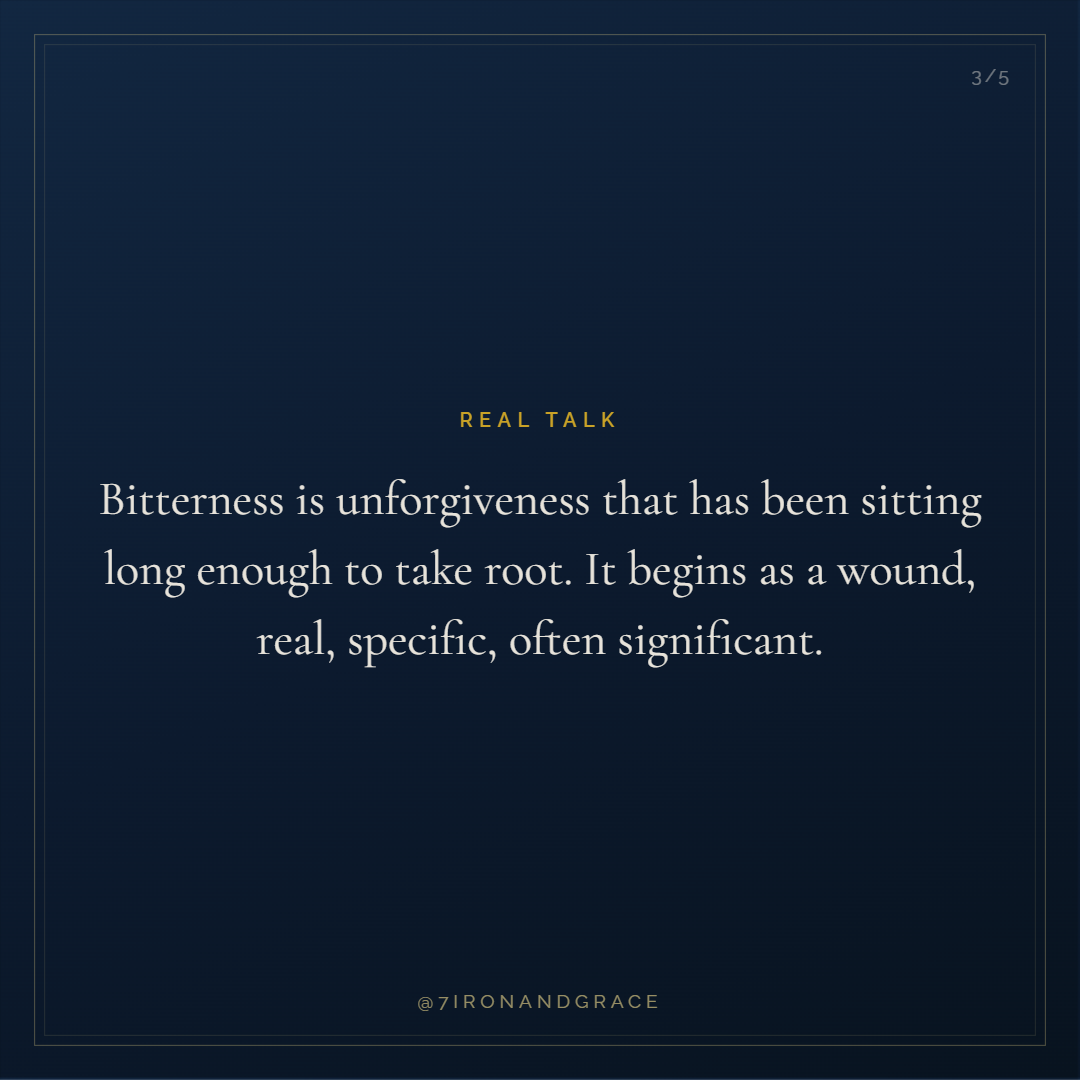 3/5
REAL TALK
Bitterness is unforgiveness that has been sitting
long enough to take root. It begins as a wound,
real, specific, often significant.
@7IRONANDGRACE